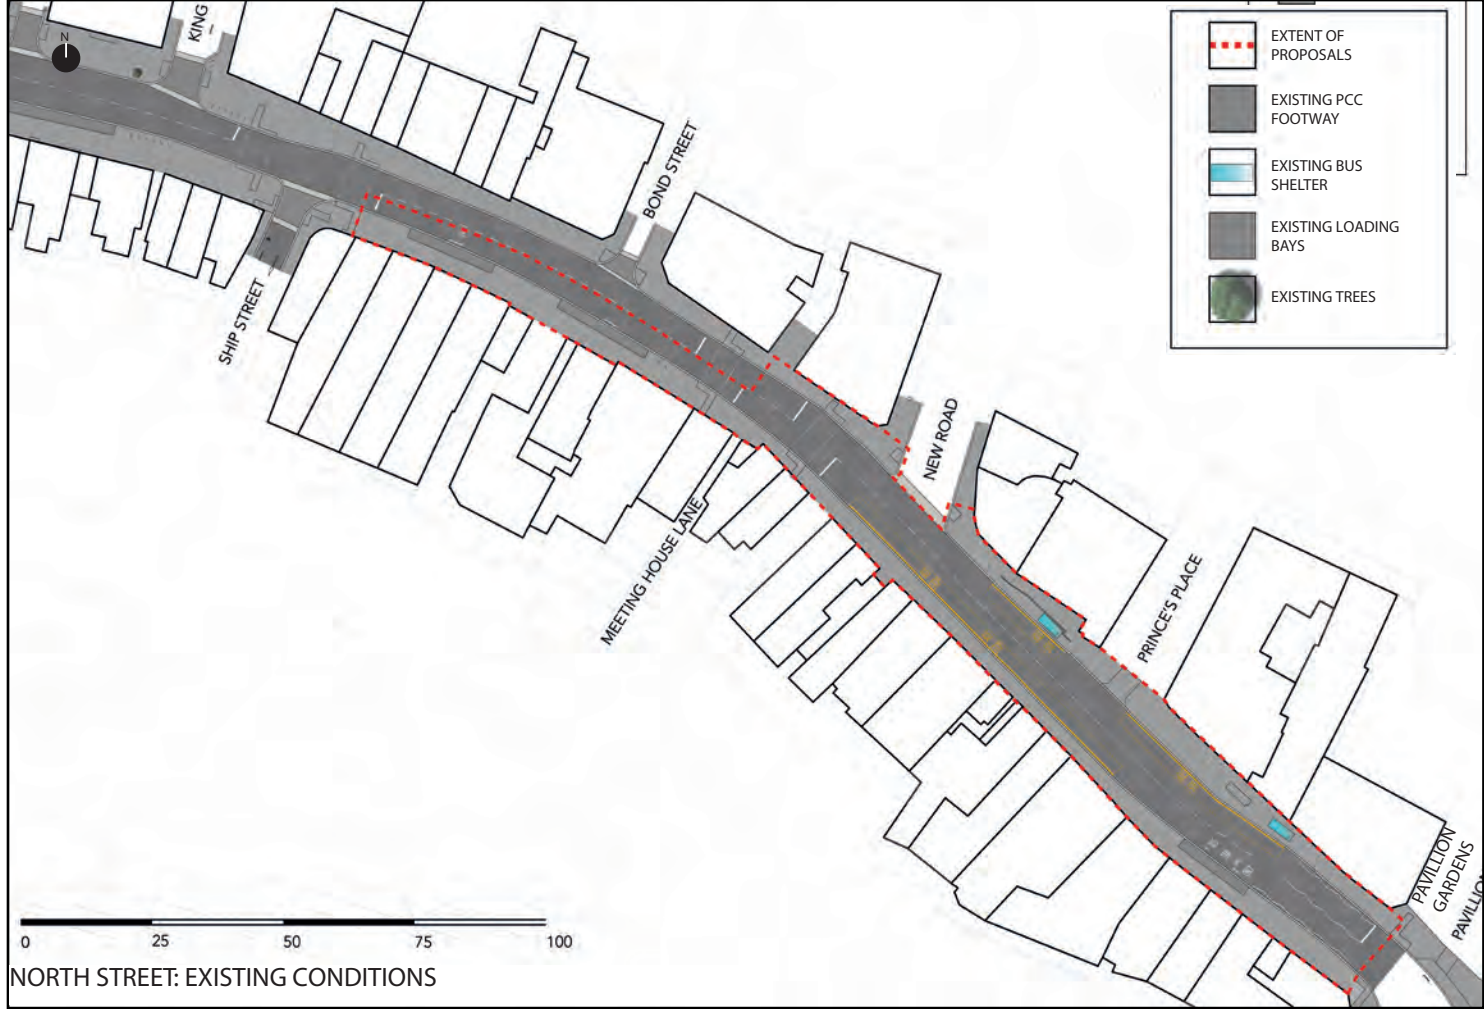 KING
N
EXTENT OF
PROPOSALS
EXISTING PCC
FOOTWAY
EXISTING BUS
SHELTER
EXISTING LOADING
BAYS
EXISTING TREES
BOND STREET
SHIP STREET
NEW ROAD
MEETING HOUSE LANE
PRINCE'S PLACE
PAVILLION
GARDENS
PAVILLION
0 25 50 75 100
NORTH STREET: EXISTING CONDITIONS